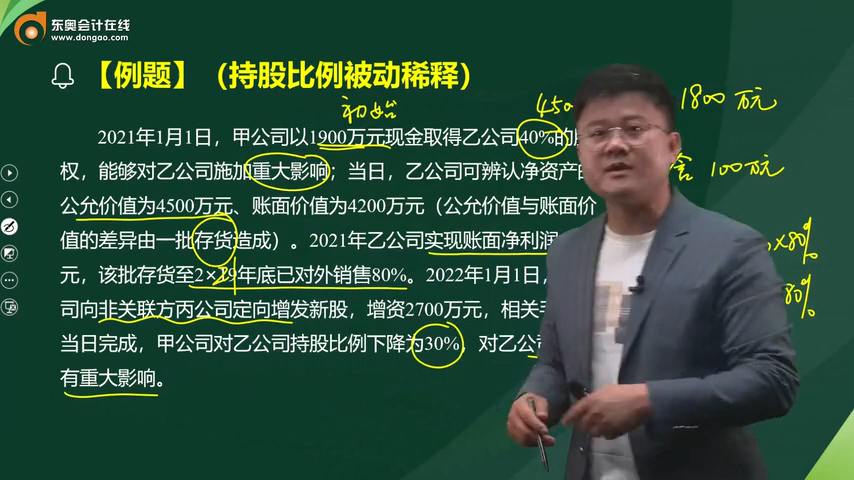 东奥会计在线
www.dongao.com
【例题】（持股比例被动稀释）
初始 450 1800万元
2021年1月1日，甲公司以1900万元现金取得乙公司40%的
权，能够对乙公司施加重大影响；当日，乙公司可辨认净资产的 含100万元
公允价值为4500万元、账面价值为4200万元（公允价值与账面价
值的差异由一批存货造成）。2021年乙公司实现账面净利润 ×80%
元，该批存货至2×19年底已对外销售80%。2022年1月1日， 80%
司向非关联方丙公司定向增发新股，增资2700万元，相关手
当日完成，甲公司对乙公司持股比例下降为30%，对乙公
有重大影响。